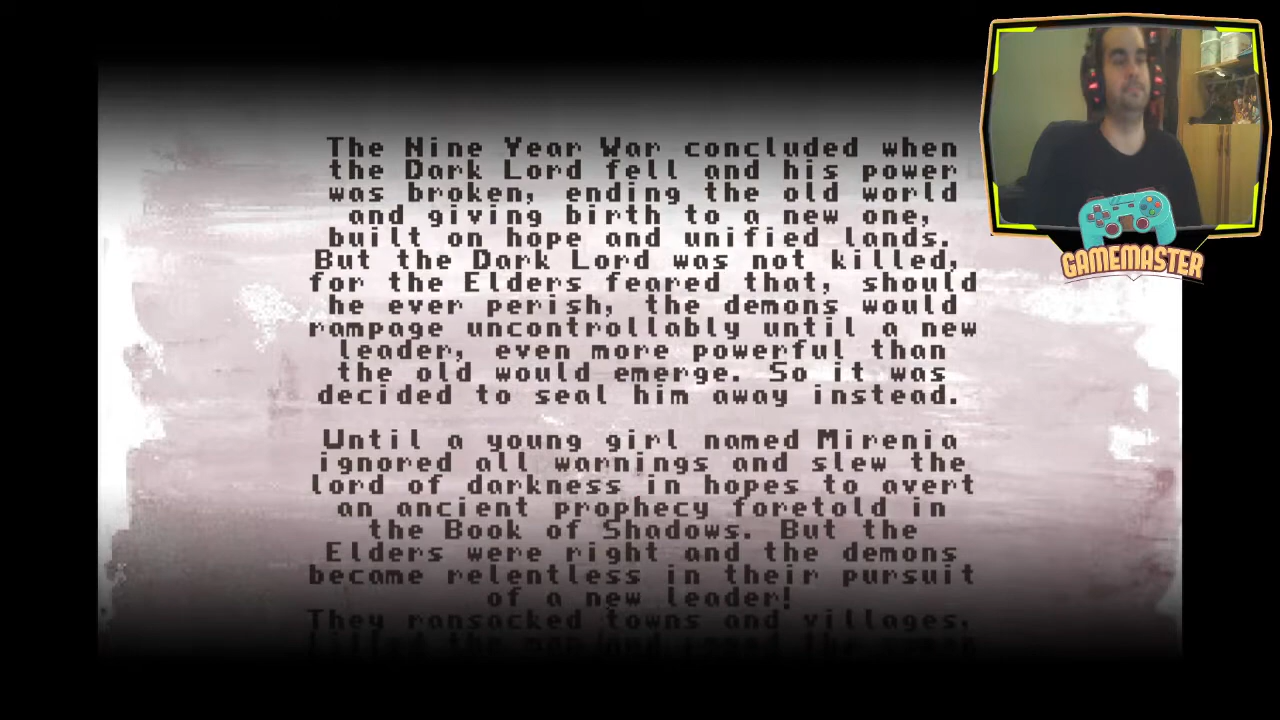 The Nine Year War concluded when
the Dark Lord fell and his power
was broken, ending the old world
and giving birth to a new one,
built on hope and unified lands.
But the Dark Lord was not killed,
for the Elders feared that, should
he ever perish, the demons would
rampage uncontrollably until a new
leader, even more powerful than
the old would emerge. So it was
decided to seal him away instead.
Until a young girl named Mirenia
ignored all warnings and slew the
lord of darkness in hopes to avert
an ancient prophecy foretold in
the Book of Shadows. But the
Elders were right and the demons
became relentless in their pursuit
of a new leader!
They ransacked towns and villages,
GAMEMASTER